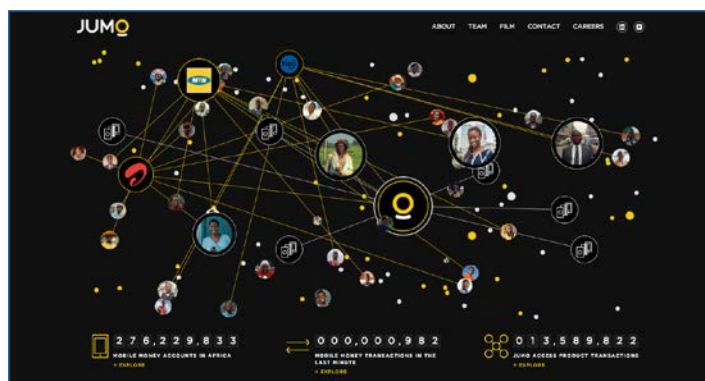 JUMO
ABOUT TEAM FILM CONTACT CAREERS
MTN
tigo
276,229,833
MOBILE MONEY ACCOUNTS IN AFRICA
+ EXPLORE
000,000,982
MOBILE MONEY TRANSACTIONS IN THE
LAST MINUTE
+ EXPLORE
013,589,822
JUMO ACCESS PRODUCT TRANSACTIONS
+ EXPLORE